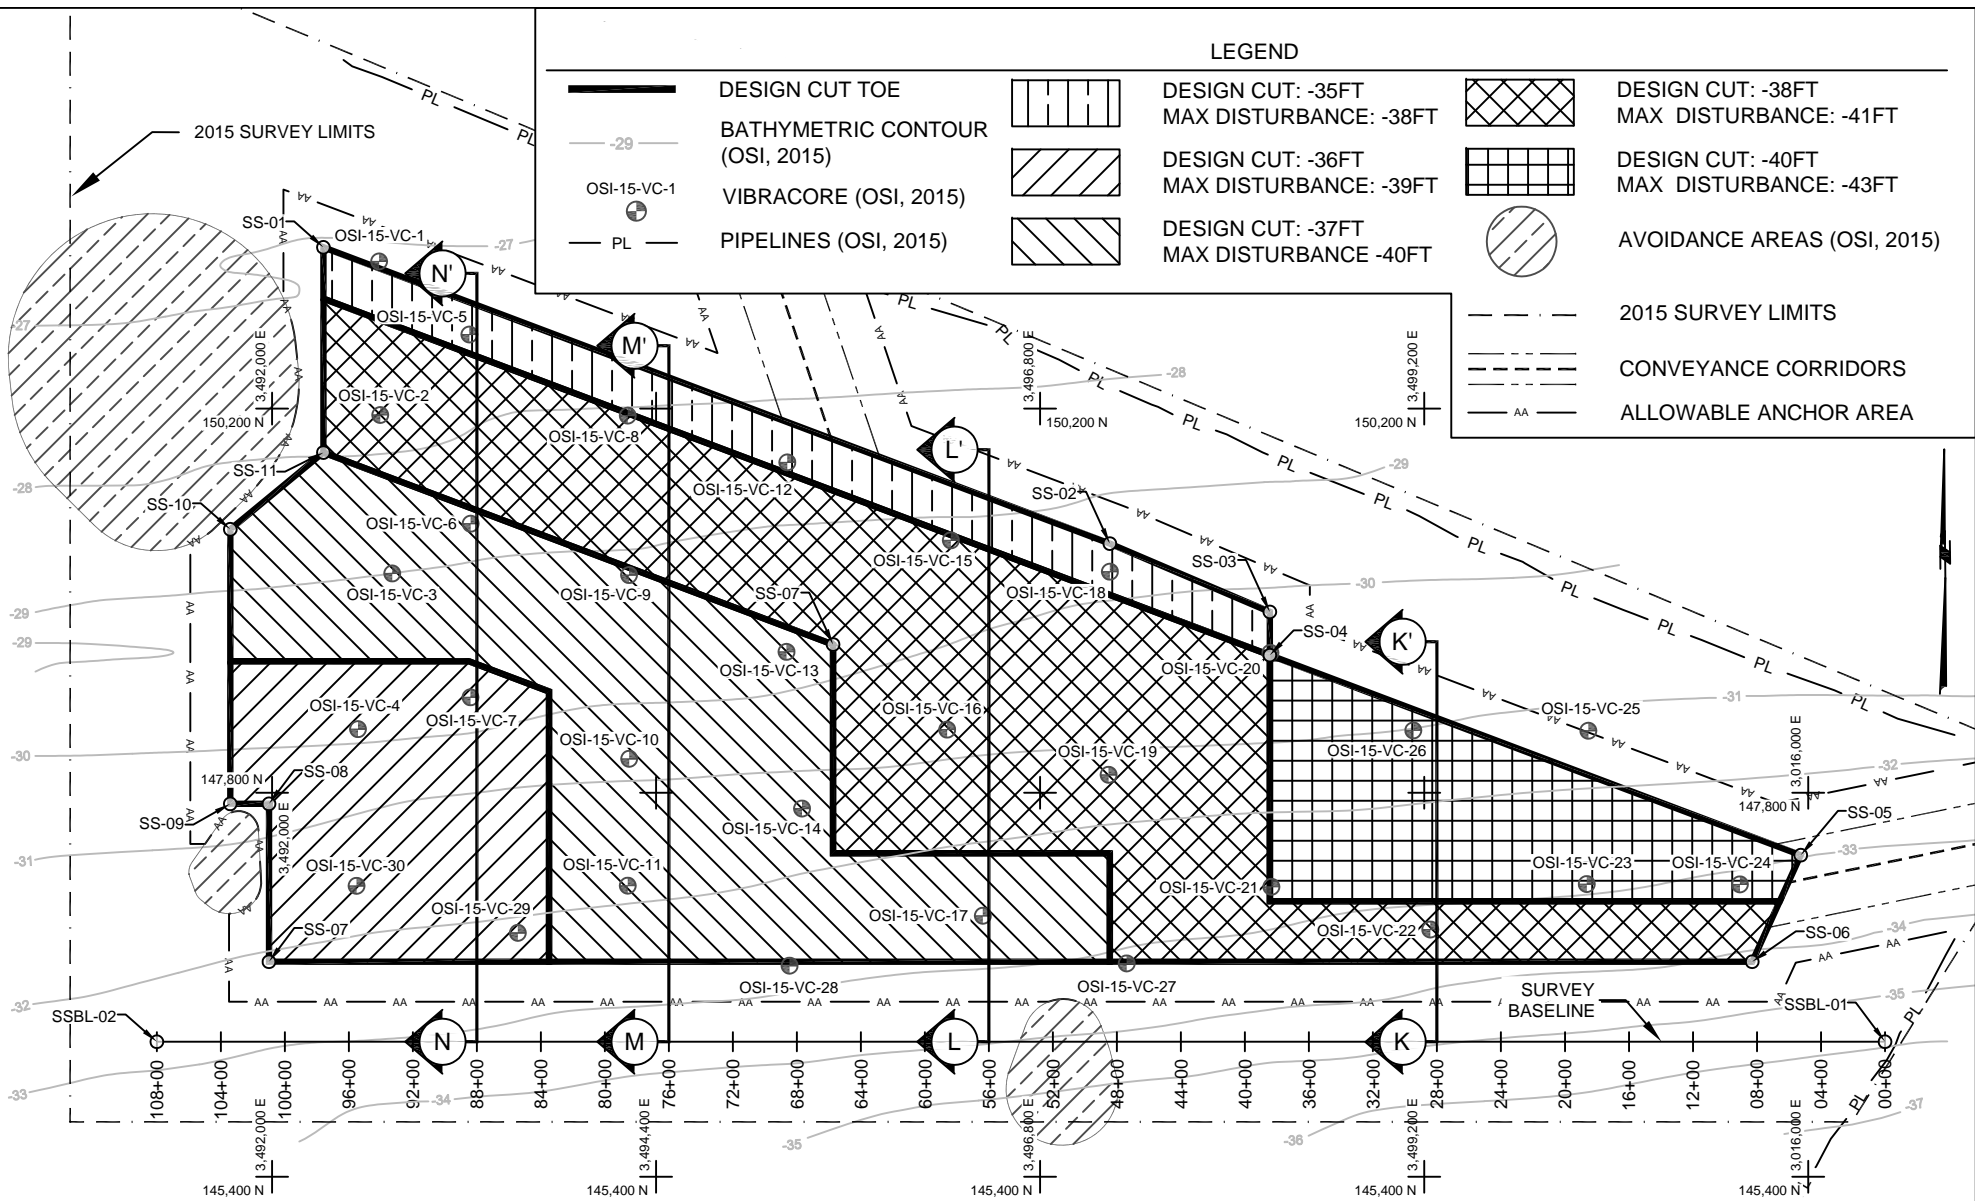 LEGEND
DESIGN CUT TOE
-29
BATHYMETRIC CONTOUR
(OSI, 2015)
OSI-15-VC-1
VIBRACORE (OSI, 2015)
PL
PIPELINES (OSI, 2015)
DESIGN CUT: -35FT
MAX DISTURBANCE: -38FT
DESIGN CUT: -36FT
MAX DISTURBANCE: -39FT
DESIGN CUT: -37FT
MAX DISTURBANCE -40FT
DESIGN CUT: -38FT
MAX DISTURBANCE: -41FT
DESIGN CUT: -40FT
MAX DISTURBANCE: -43FT
AVOIDANCE AREAS (OSI, 2015)
2015 SURVEY LIMITS
CONVEYANCE CORRIDORS
AA
ALLOWABLE ANCHOR AREA
PL
PL
2015 SURVEY LIMITS
SS-01
OSI-15-VC-1
-27
N'
-27
OSI-15-VC-5
M'
3,492,000 E
150,200 N
OSI-15-VC-2
OSI-15-VC-8
-28
3,496,800 E
150,200 N
3,499,200 E
150,200 N
L'
SS-11
-28
OSI-15-VC-12
-29
SS-10
SS-02
OSI-15-VC-6
OSI-15-VC-15
SS-03
OSI-15-VC-3
OSI-15-VC-9
SS-07
OSI-15-VC-18
-30
-29
-29
SS-04
K'
OSI-15-VC-13
OSI-15-VC-20
OSI-15-VC-4
OSI-15-VC-7
OSI-15-VC-16
OSI-15-VC-25
-31
OSI-15-VC-10
OSI-15-VC-19
OSI-15-VC-26
-30
147,800 N
SS-08
3,492,000 E
3,016,000 E
147,800 N
-32
SS-09
OSI-15-VC-14
SS-05
-31
OSI-15-VC-30
OSI-15-VC-11
OSI-15-VC-21
OSI-15-VC-23
OSI-15-VC-24
-33
OSI-15-VC-29
OSI-15-VC-17
OSI-15-VC-22
SS-07
SS-06
-34
OSI-15-VC-28
OSI-15-VC-27
-32
SURVEY
BASELINE
-35
SSBL-02
SSBL-01
N
M
L
K
-33
-34
108+00
104+00
100+00
96+00
92+00
88+00
84+00
80+00
76+00
72+00
68+00
64+00
60+00
56+00
52+00
48+00
44+00
40+00
36+00
32+00
28+00
24+00
20+00
16+00
12+00
08+00
04+00
00+00
-37
-35
-36
3,492,000 E
3,494,400 E
3,496,800 E
3,499,200 E
3,016,000 E
145,400 N
145,400 N
145,400 N
145,400 N
145,400 N